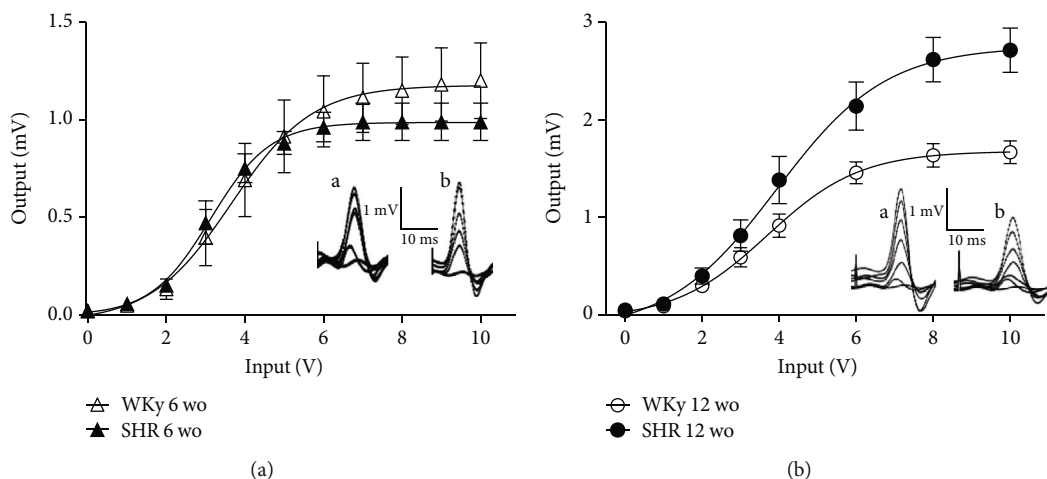 1.5
1.0
0.5
0.0
Output (mV)
0 2 4 6 8 10
Input (V)
a
b
1 mV
10 ms
WKy 6 wo
SHR 6 wo
(a)
3
2
1
0
Output (mV)
0 2 4 6 8 10
Input (V)
a
b
1 mV
10 ms
WKy 12 wo
SHR 12 wo
(b)